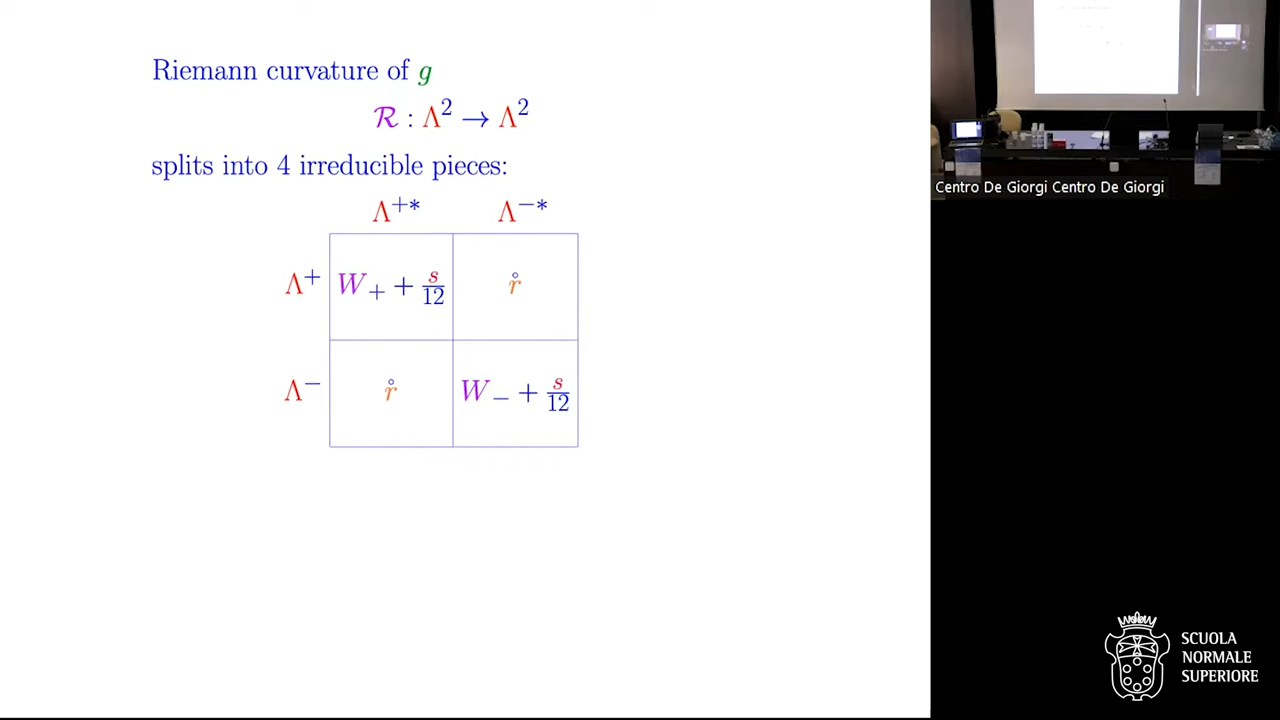 Riemann curvature of g
ℛ : Λ² → Λ²
splits into 4 irreducible pieces:
Λ⁺* Λ⁻*
Λ⁺ W₊ + s/12 r̊
Λ⁻ r̊ W₋ + s/12
Centro De Giorgi Centro De Giorgi
SCUOLA
NORMALE
SUPERIORE